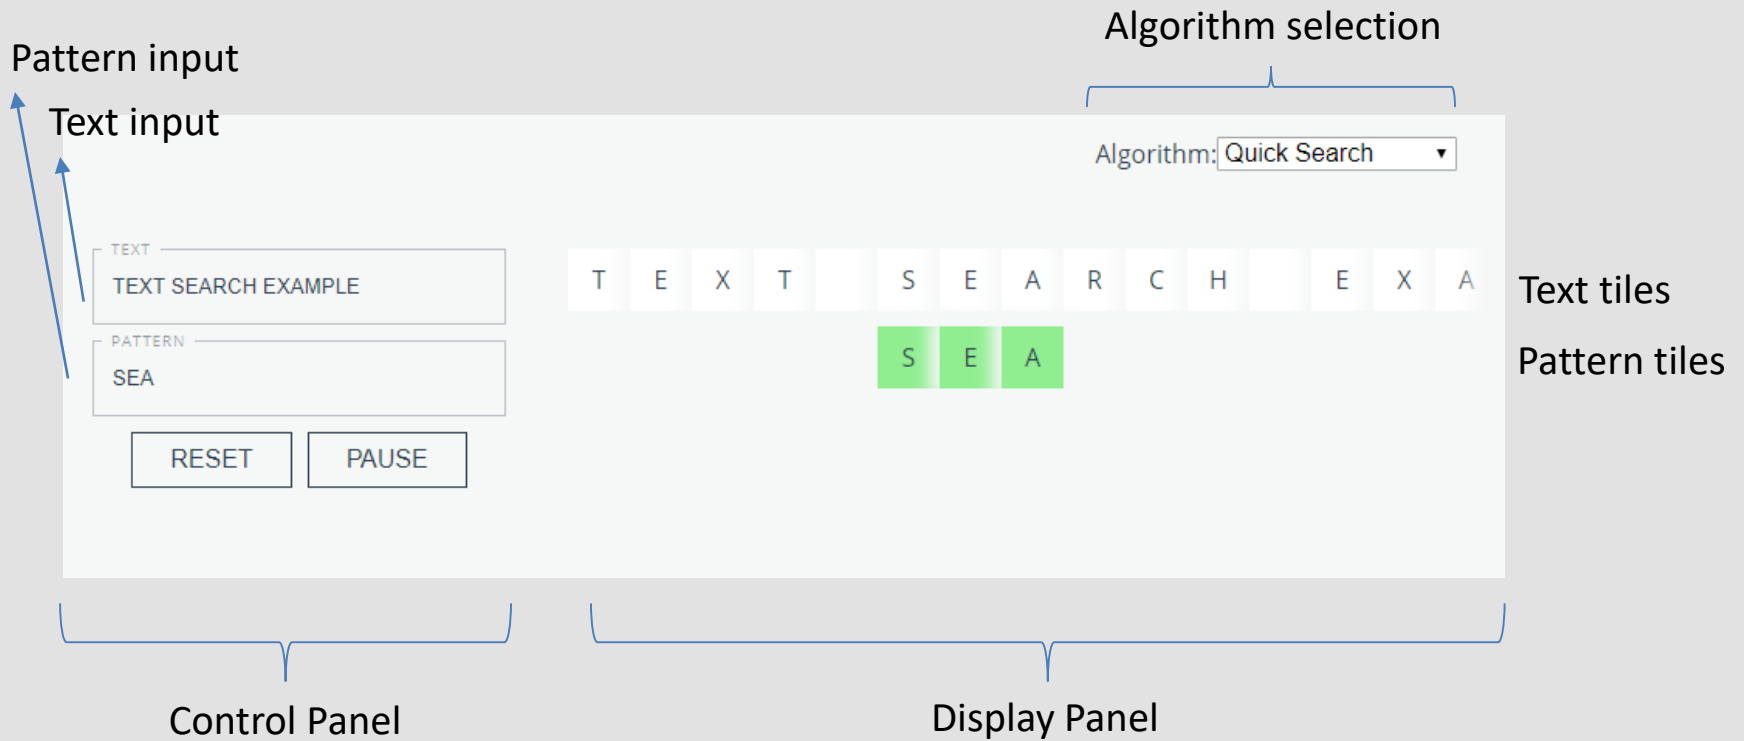 Algorithm selection
Pattern input
Text input
Algorithm: Quick Search
TEXT
TEXT SEARCH EXAMPLE
T E X T S E A R C H E X A
Text tiles
PATTERN
SEA
S E A
Pattern tiles
RESET PAUSE
Control Panel
Display Panel